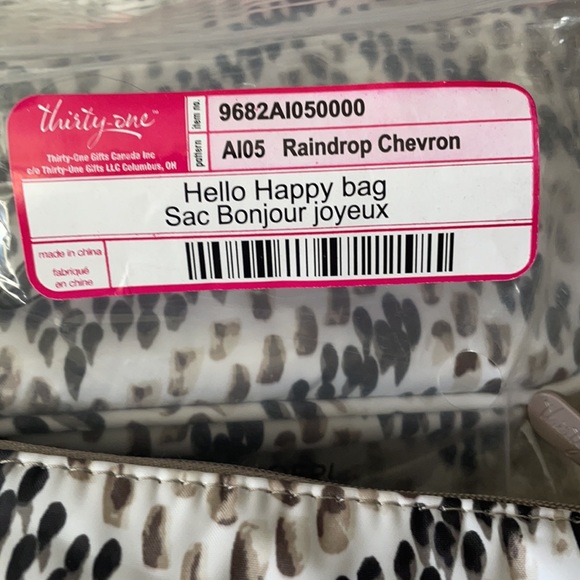 thirty-one™
Thirty-One Gifts Canada Inc
c/o Thirty-One Gifts LLC Columbus, OH
item no.
9682AI050000
pattern
AI05 Raindrop Chevron
Hello Happy bag
Sac Bonjour joyeux
made in china
fabriqué
en chine